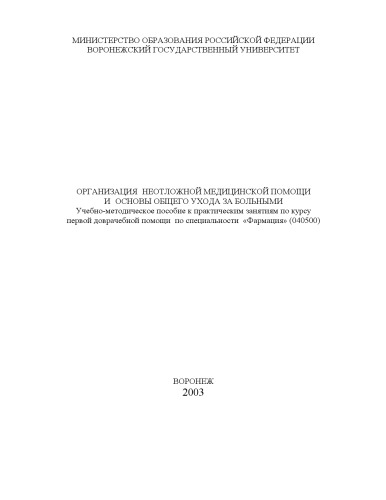 МИНИСТЕРСТВО ОБРАЗОВАНИЯ РОССИЙСКОЙ ФЕДЕРАЦИИ
ВОРОНЕЖСКИЙ ГОСУДАРСТВЕННЫЙ УНИВЕРСИТЕТ
ОРГАНИЗАЦИЯ НЕОТЛОЖНОЙ МЕДИЦИНСКОЙ ПОМОЩИ
И ОСНОВЫ ОБЩЕГО УХОДА ЗА БОЛЬНЫМИ
Учебно-методическое пособие к практическим занятиям по курсу
первой доврачебной помощи по специальности «Фармация» (040500)
ВОРОНЕЖ
2003